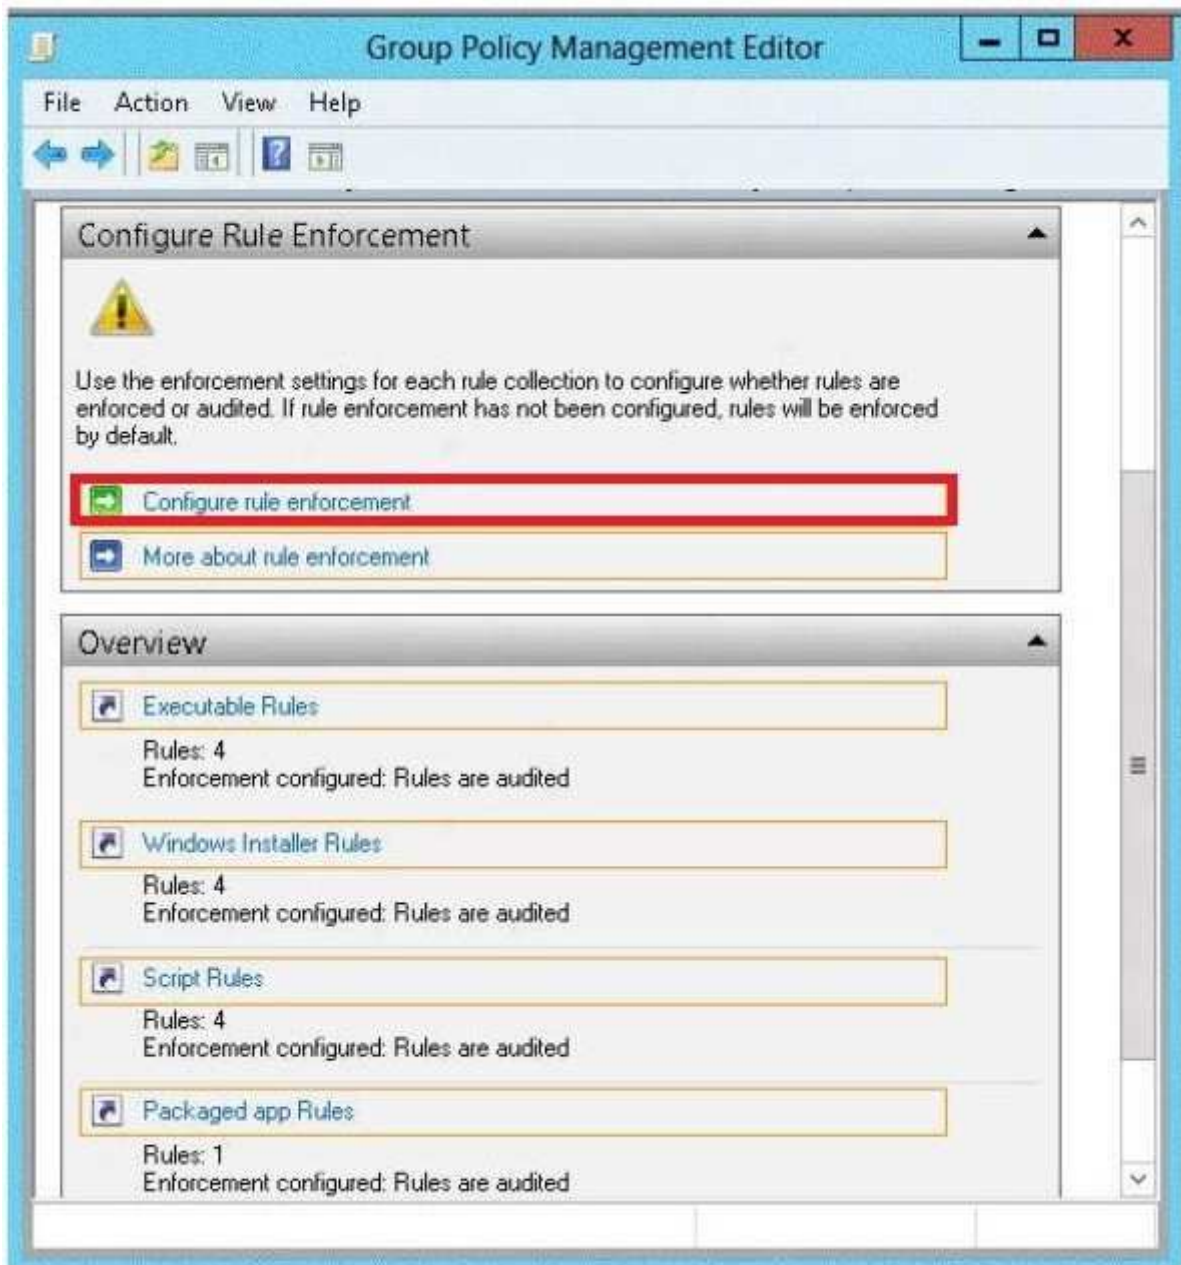 Group Policy Management Editor
File Action View Help
Configure Rule Enforcement
Use the enforcement settings for each rule collection to configure whether rules are
enforced or audited. If rule enforcement has not been configured, rules will be enforced
by default.
Configure rule enforcement
More about rule enforcement
Overview
Executable Rules
Rules: 4
Enforcement configured: Rules are audited
Windows Installer Rules
Rules: 4
Enforcement configured: Rules are audited
Script Rules
Rules: 4
Enforcement configured: Rules are audited
Packaged app Rules
Rules: 1
Enforcement configured: Rules are audited